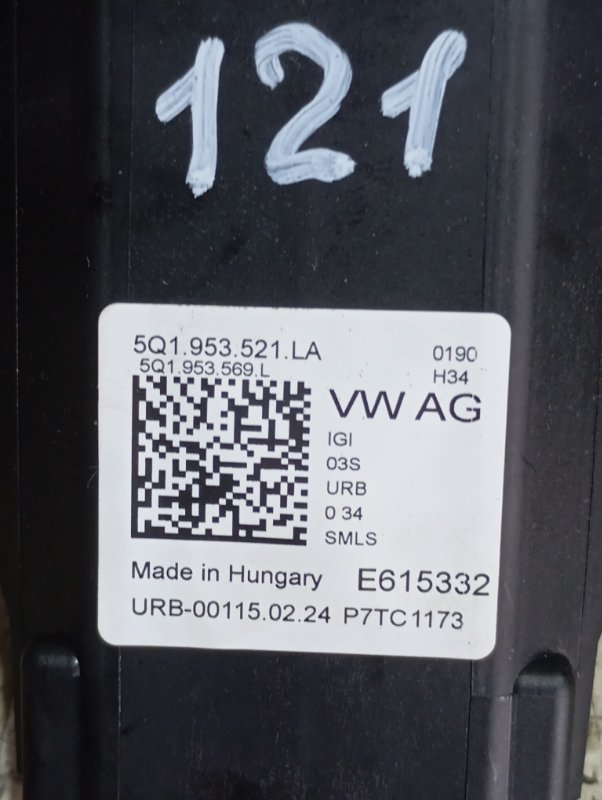 121
5Q1.953.521.LA
0190
5Q1.953.569.L
H34
VW AG
IGI
03S
URB
0 34
SMLS
Made in Hungary
E615332
URB-00115.02.24 P7TC1173